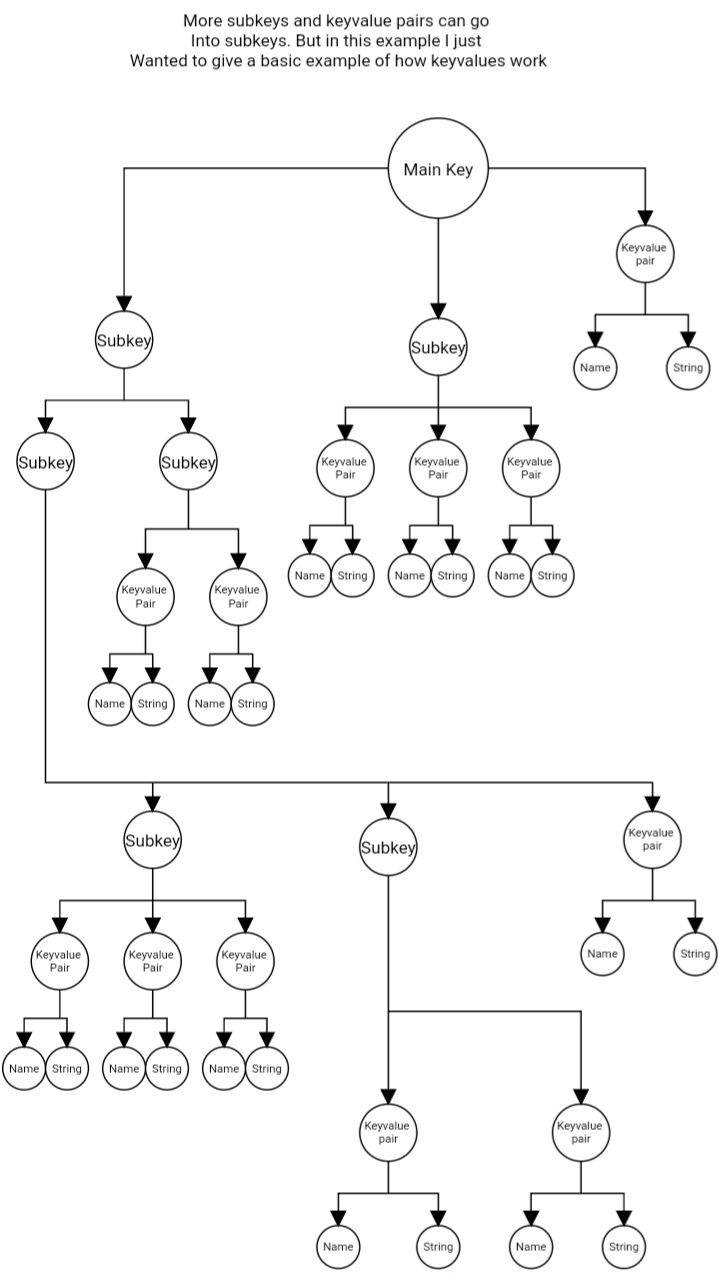 More subkeys and keyvalue pairs can go
Into subkeys. But in this example I just
Wanted to give a basic example of how keyvalues work
Main Key
Keyvalue
pair
Name
String
Subkey
Subkey
Subkey
Subkey
Keyvalue
Pair
Keyvalue
Pair
Keyvalue
Pair
Name
String
Name
String
Name
String
Keyvalue
Pair
Keyvalue
Pair
Name
String
Name
String
Subkey
Subkey
Keyvalue
pair
Name
String
Keyvalue
Pair
Keyvalue
Pair
Keyvalue
Pair
Name
String
Name
String
Name
String
Keyvalue
pair
Keyvalue
pair
Name
String
Name
String